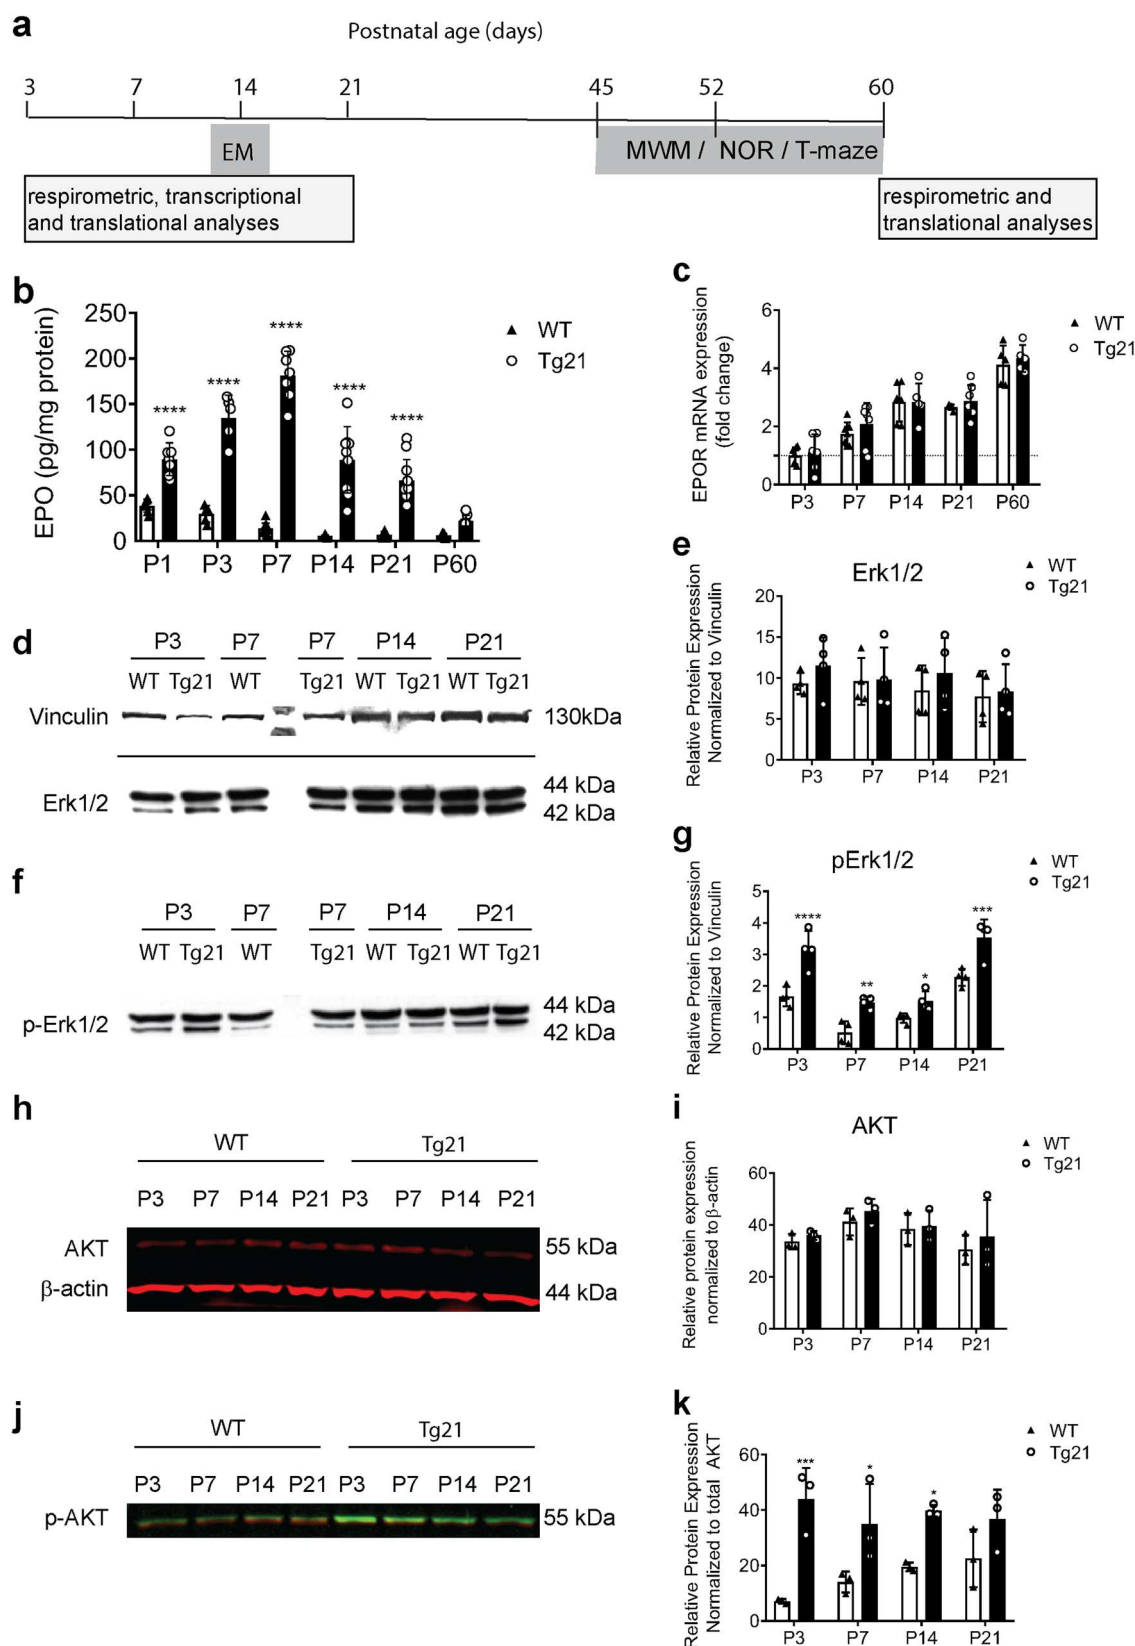 a
Postnatal age (days)
3 7 14 21 45 52 60
EM
MWM / NOR / T-maze
respirometric, transcriptional
and translational analyses
respirometric and
translational analyses
b
EPO (pg/mg protein)
250
200
150
100
50
0
**** **** **** **** ****
P1 P3 P7 P14 P21 P60
WT
Tg21
c
EPOR mRNA expression
(fold change)
6
4
2
0
P3 P7 P14 P21 P60
WT
Tg21
d
P3 P7 P7 P14 P21
WT Tg21 WT Tg21 WT Tg21 WT Tg21
Vinculin 130kDa
Erk1/2
44 kDa
42 kDa
e
Erk1/2
Relative Protein Expression
Normalized to Vinculin
20
15
10
5
0
P3 P7 P14 P21
WT
Tg21
f
P3 P7 P7 P14 P21
WT Tg21 WT Tg21 WT Tg21 WT Tg21
p-Erk1/2
44 kDa
42 kDa
g
pErk1/2
Relative Protein Expression
Normalized to Vinculin
5
4
3
2
1
0
**** ** * ***
P3 P7 P14 P21
WT
Tg21
h
WT Tg21
P3 P7 P14 P21 P3 P7 P14 P21
AKT 55 kDa
β-actin 44 kDa
i
AKT
Relative protein expression
normalized toβ-actin
60
40
20
0
P3 P7 P14 P21
WT
Tg21
j
WT Tg21
P3 P7 P14 P21 P3 P7 P14 P21
p-AKT 55 kDa
k
Relative Protein Expression
Normalized to total AKT
60
40
20
0
*** * *
P3 P7 P14 P21
WT
Tg21